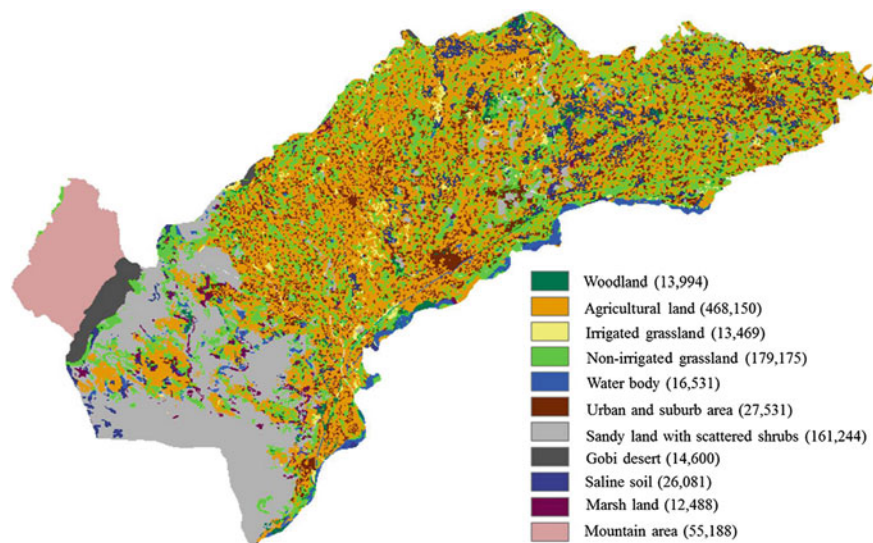 Woodland (13,994)
Agricultural land (468,150)
Irrigated grassland (13,469)
Non-irrigated grassland (179,175)
Water body (16,531)
Urban and suburb area (27,531)
Sandy land with scattered shrubs (161,244)
Gobi desert (14,600)
Saline soil (26,081)
Marsh land (12,488)
Mountain area (55,188)